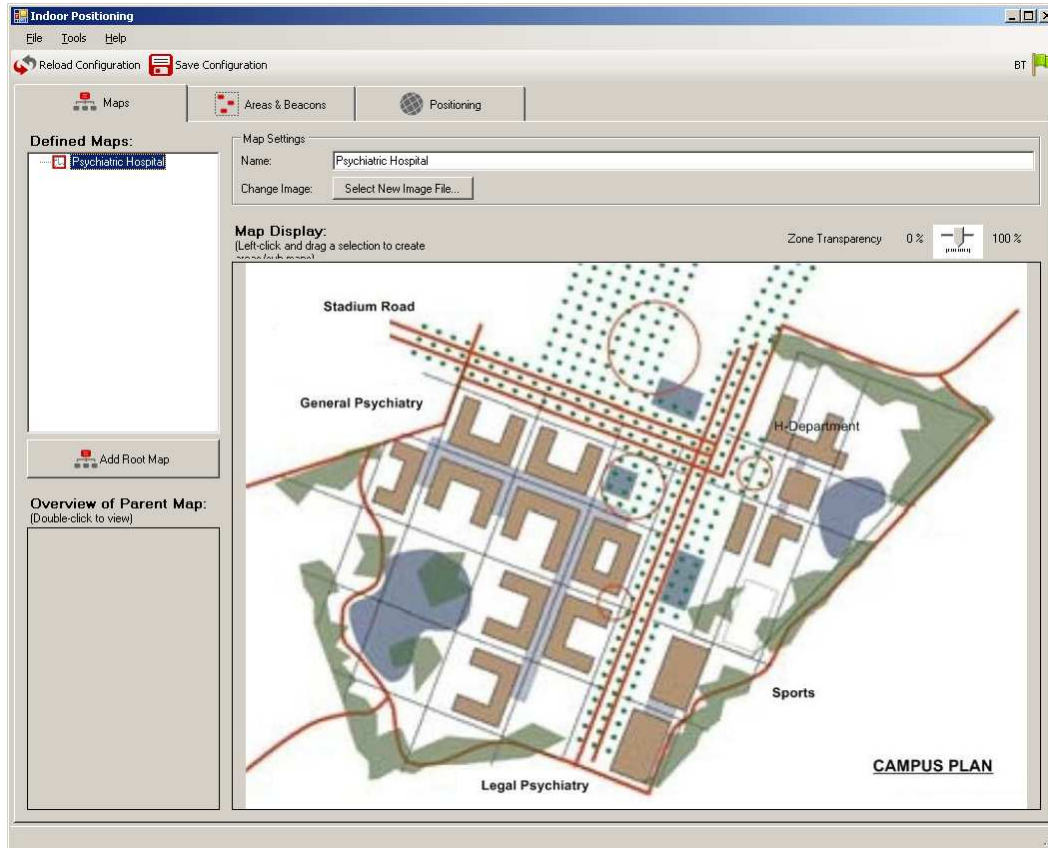 Indoor Positioning
File Tools Help
Reload Configuration Save Configuration BT
Maps Areas & Beacons Positioning
Defined Maps:
Psychiatric Hospital
Map Settings
Name: Psychiatric Hospital
Change Image: Select New Image File...
Map Display:
(Left-click and drag a selection to create
areas/sub maps)
Zone Transparency 0 % 100 %
Add Root Map
Overview of Parent Map:
(Double-click to view)
Stadium Road
General Psychiatry
H-Department
Sports
Legal Psychiatry
CAMPUS PLAN